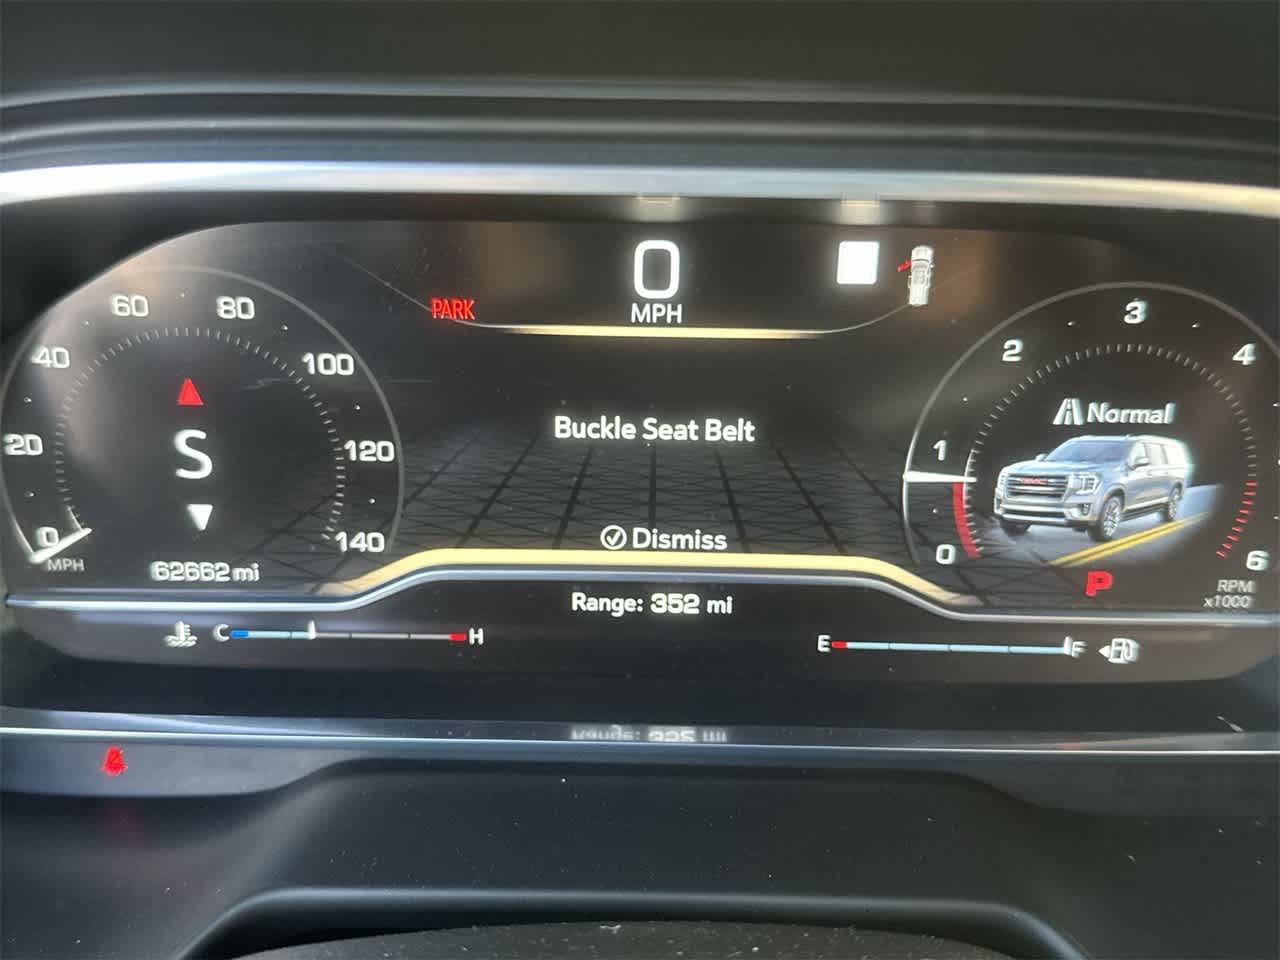 0
MPH
PARK
0
20
40
60
80
100
120
140
MPH
S
62662 mi
Buckle Seat Belt
Dismiss
Range: 352 mi
C H
E F
0
1
2
3
4
6
RPM
x1000
Normal
GMC
P